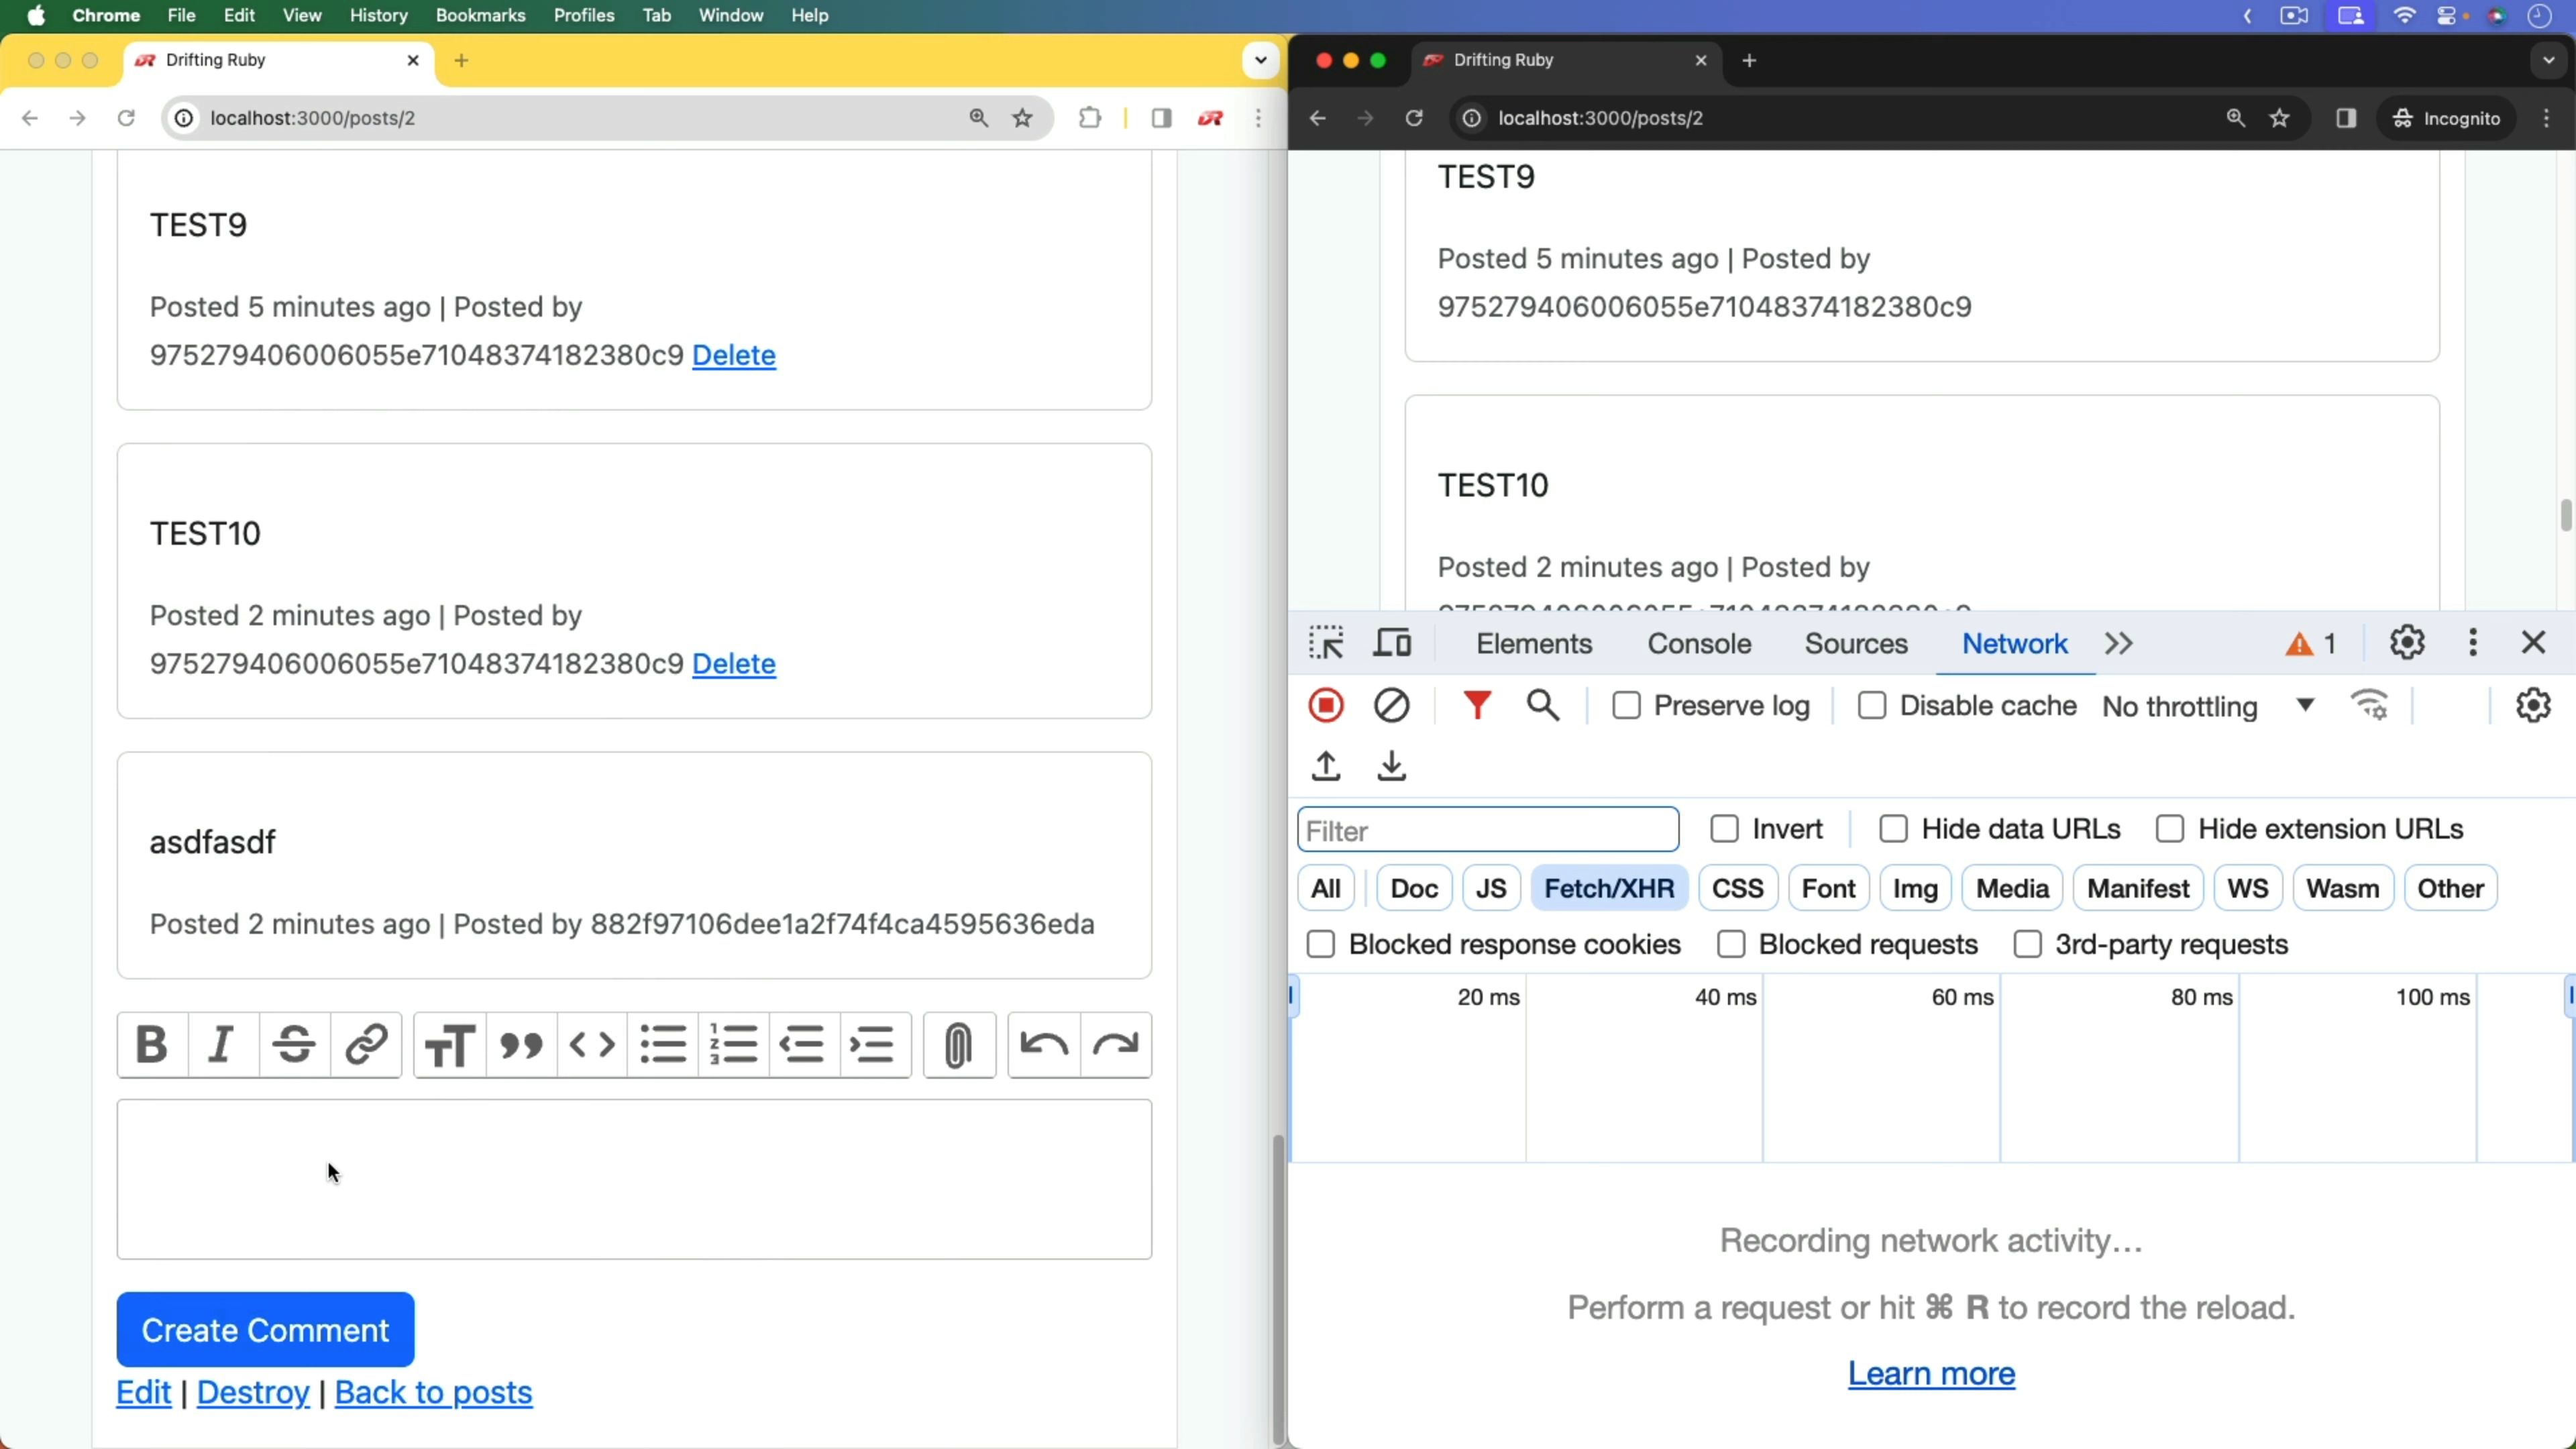 Chrome File Edit View History Bookmarks Profiles Tab Window Help
Drifting Ruby
localhost:3000/posts/2
TEST9
Posted 5 minutes ago | Posted by
975279406006055e71048374182380c9 Delete
TEST10
Posted 2 minutes ago | Posted by
975279406006055e71048374182380c9 Delete
asdfasdf
Posted 2 minutes ago | Posted by 882f97106dee1a2f74f4ca4595636eda
Create Comment
Edit | Destroy | Back to posts
Drifting Ruby
localhost:3000/posts/2
Incognito
TEST9
Posted 5 minutes ago | Posted by
975279406006055e71048374182380c9
TEST10
Posted 2 minutes ago | Posted by
Elements Console Sources Network 1
Preserve log Disable cache No throttling
Filter Invert Hide data URLs Hide extension URLs
All Doc JS Fetch/XHR CSS Font Img Media Manifest WS Wasm Other
Blocked response cookies Blocked requests 3rd-party requests
20 ms 40 ms 60 ms 80 ms 100 ms
Recording network activity…
Perform a request or hit ⌘ R to record the reload.
Learn more